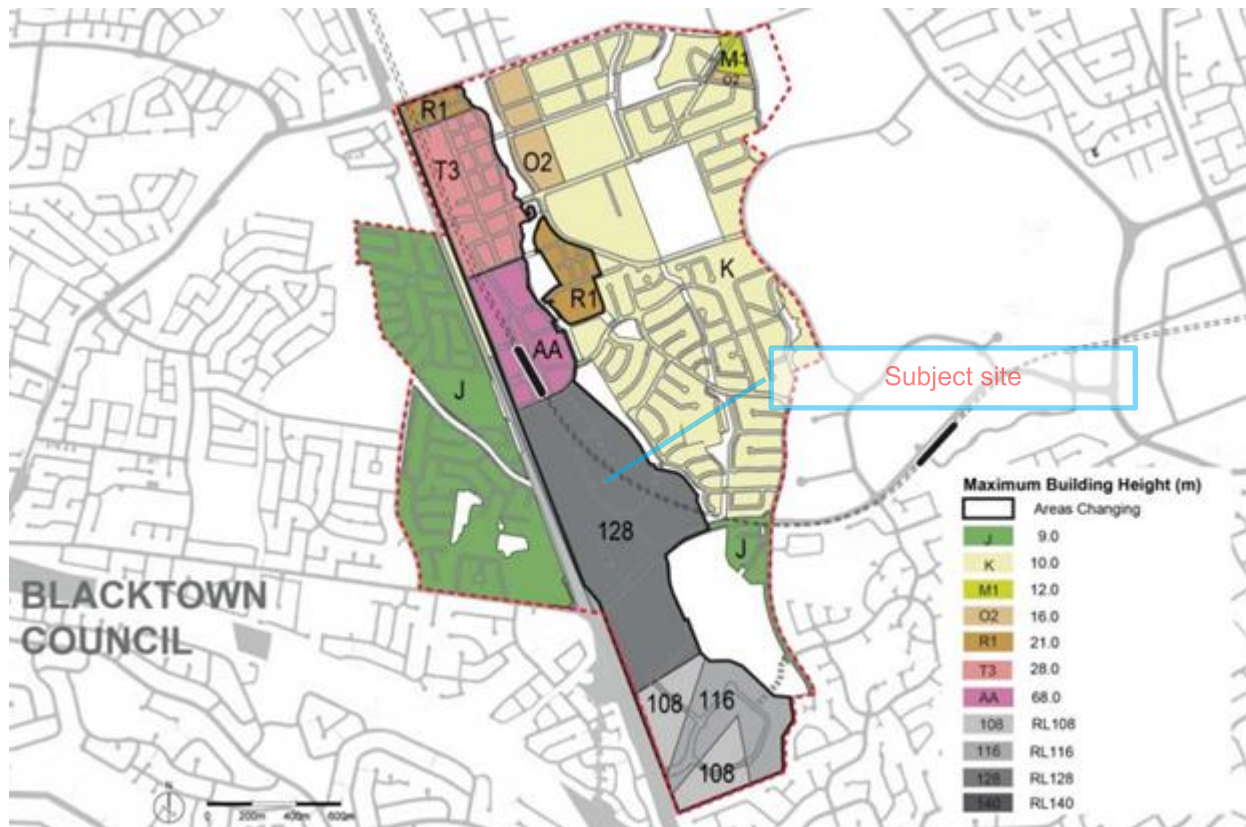 M1
O2
R1
T3
O2
K
R1
AA
J
Subject site
128
J
BLACKTOWN
COUNCIL
108
116
108
N
0 200m 400m 600m
Maximum Building Height (m)
Areas Changing
J 9.0
K 10.0
M1 12.0
O2 16.0
R1 21.0
T3 28.0
AA 68.0
108 RL108
116 RL116
128 RL128
140 RL140